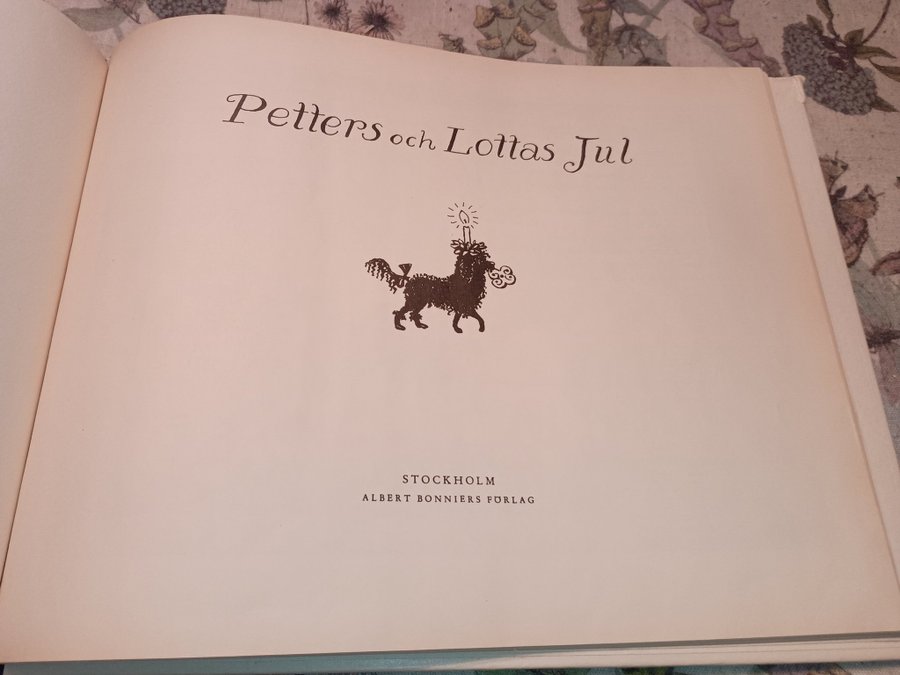 Petters och Lottas Jul
STOCKHOLM
ALBERT BONNIERS FÖRLAG